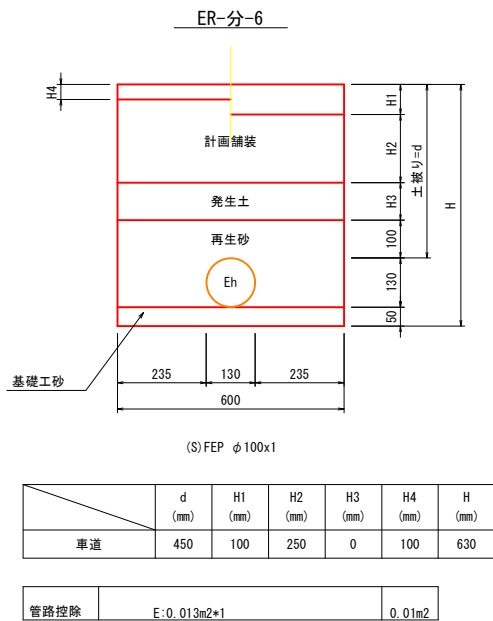 ER-分-6
H4
H1
計画舗装
H2
土被り=d
H
発生土
H3
再生砂
100
Eh
130
50
基礎工砂
235 130 235
600
(S)FEP φ100x1
d (mm) H1 (mm) H2 (mm) H3 (mm) H4 (mm) H (mm)
車道 450 100 250 0 100 630
管路控除 E:0.013m2*1 0.01m2